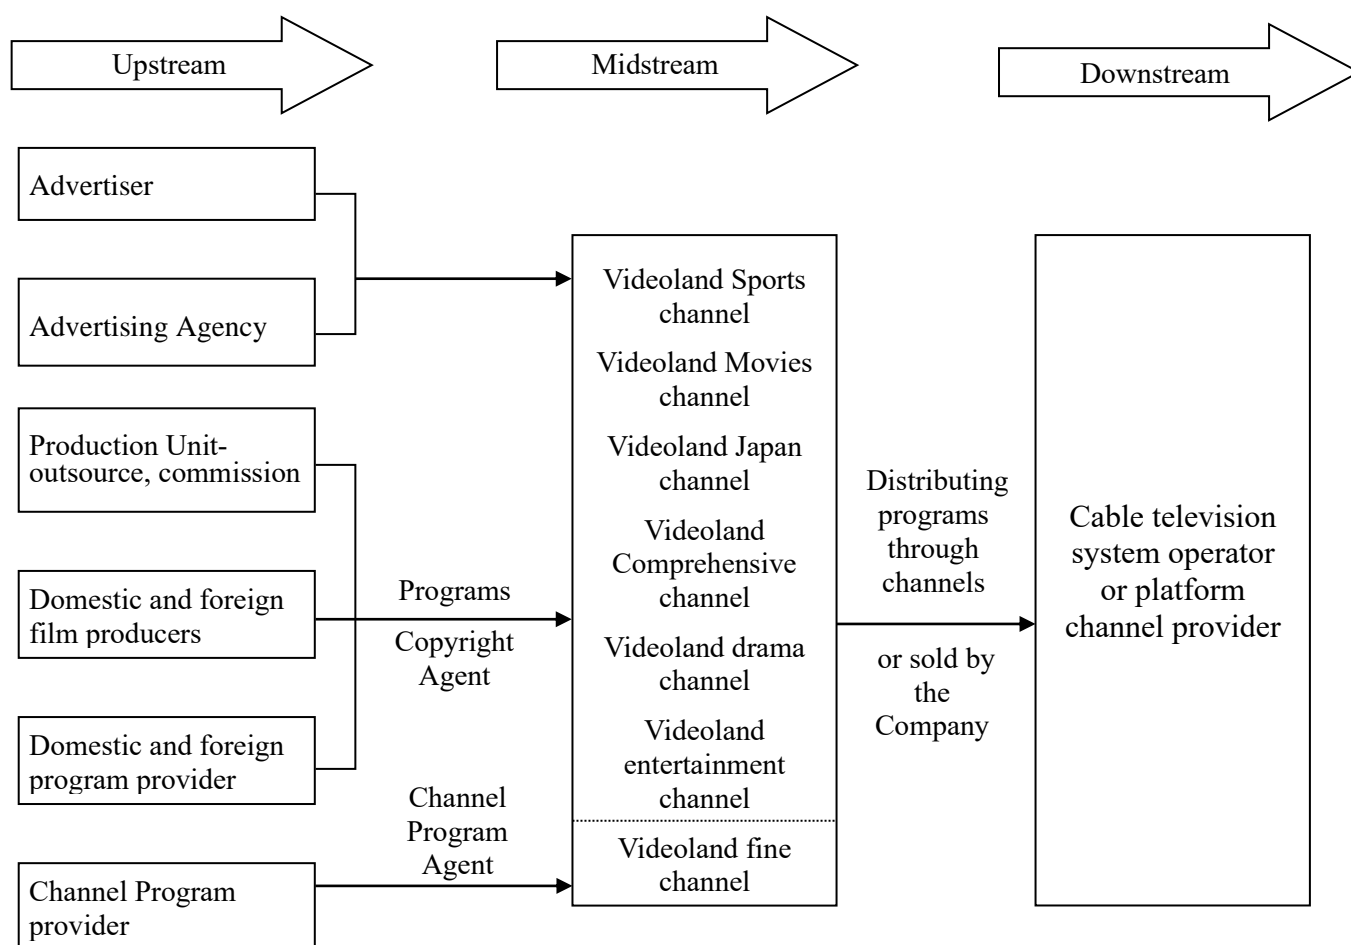 Upstream
Midstream
Downstream
Advertiser
Advertising Agency
Production Unit-
outsource, commission
Domestic and foreign
film producers
Domestic and foreign
program provider
Channel Program
provider
Programs
Copyright
Agent
Channel
Program
Agent
Videoland Sports
channel
Videoland Movies
channel
Videoland Japan
channel
Videoland
Comprehensive
channel
Videoland drama
channel
Videoland
entertainment
channel
Videoland fine
channel
Distributing
programs
through
channels
or sold by
the
Company
Cable television
system operator
or platform
channel provider